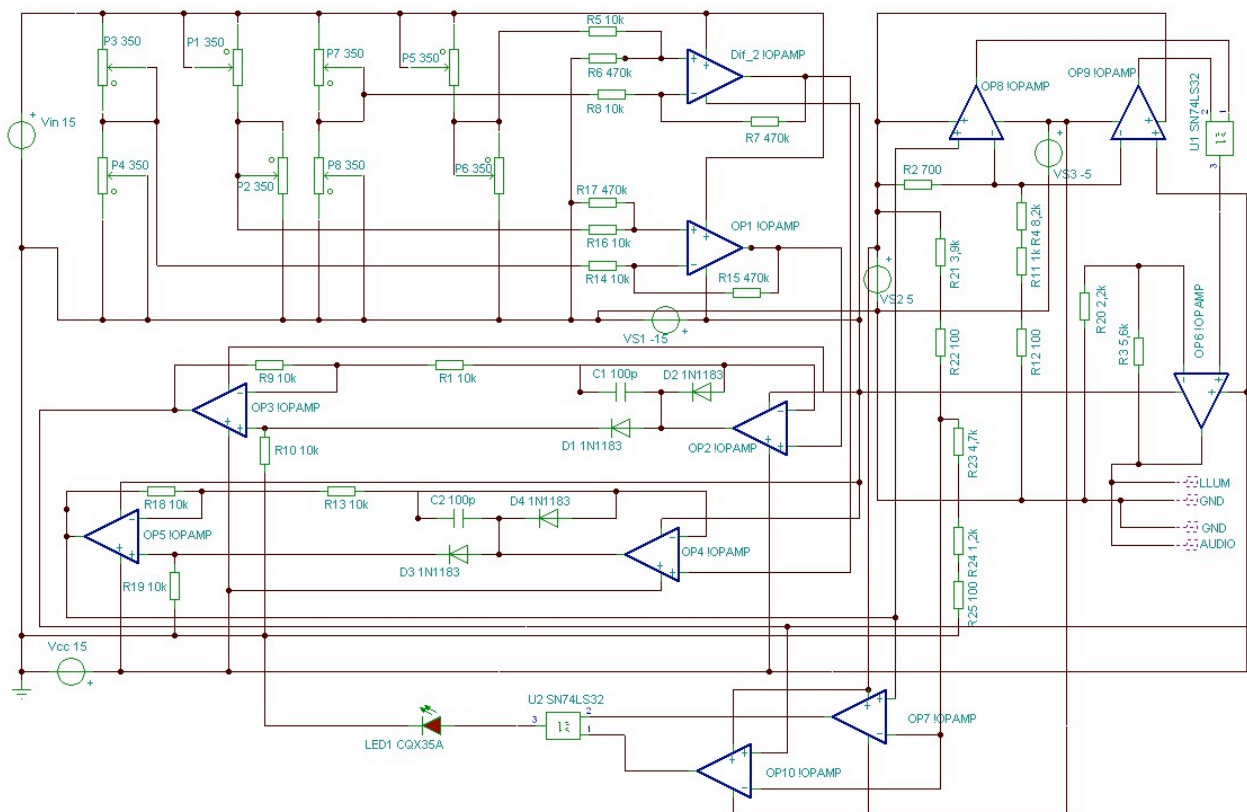 P3 350
P1 350
P7 350
P5 350
R5 10k
Dif_2 !OPAMP
R6 470k
R8 10k
R7 470k
Vin 15
P4 350
P2 350
P8 350
P6 350
R17 470k
R16 10k
OP1 !OPAMP
R14 10k
R15 470k
VS1 -15
OP8 !OPAMP
OP9 !OPAMP
U1 SN74LS32
1
2
3
VS3 -5
R2 700
R4 8,2k
R11 1k
R21 3,9k
VS2 5
R22 100
R12 100
R20 2,2k
R3 5,6k
OP6 !OPAMP
R9 10k
R1 10k
C1 100p
D2 1N1183
OP3 !OPAMP
D1 1N1183
OP2 !OPAMP
R10 10k
R23 4,7k
R18 10k
R13 10k
C2 100p
D4 1N1183
OP5 !OPAMP
D3 1N1183
OP4 !OPAMP
R19 10k
R24 1,2k
R25 100
LLUM
GND
GND
AUDIO
Vcc 15
U2 SN74LS32
3
2
1
LED1 CQX35A
OP7 !OPAMP
OP10 !OPAMP